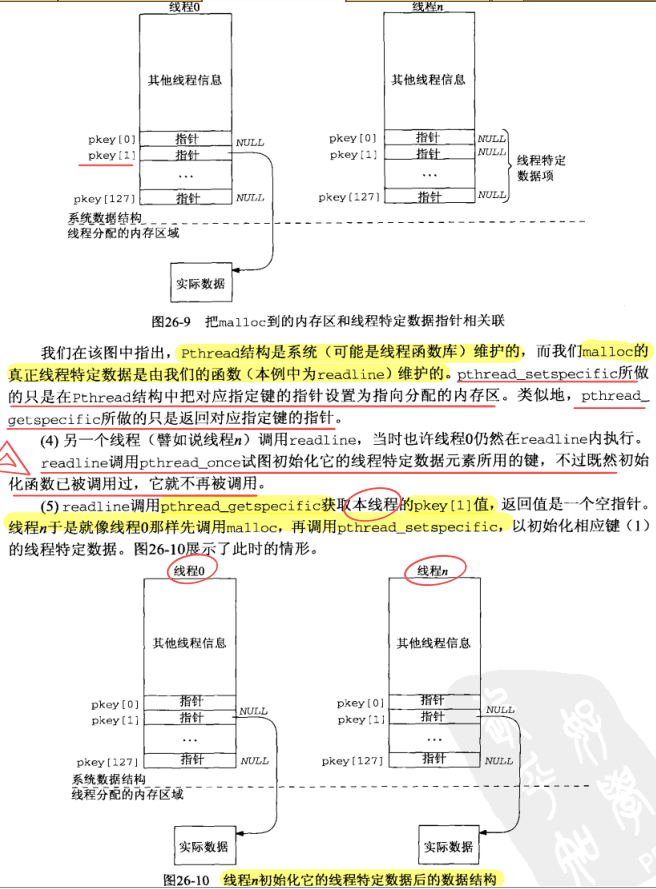 线程0 线程n
其他线程信息 其他线程信息
pkey[0] 指针 NULL pkey[0] 指针 NULL
pkey[1] 指针 pkey[1] 指针 NULL 线程特定
... ... 数据项
pkey[127] 指针 NULL pkey[127] 指针 NULL
系统数据结构
线程分配的内存区域
实际数据
图26-9 把malloc到的内存区和线程特定数据指针相关联
我们在该图中指出，Pthread结构是系统（可能是线程函数库）维护的，而我们malloc的
真正线程特定数据是由我们的函数（本例中为readline）维护的。pthread_setspecific所做
的只是在Pthread结构中把对应指定键的指针设置为指向分配的内存区。类似地，pthread_
getspecific所做的只是返回对应指定键的指针。
(4) 另一个线程（譬如说线程n）调用readline，当时也许线程0仍然在readline内执行。
readline调用pthread_once试图初始化它的线程特定数据元素所用的键，不过既然初始
化函数已被调用过，它就不再被调用。
(5) readline调用pthread_getspecific获取本线程的pkey[1]值，返回值是一个空指针。
线程n于是就像线程0那样先调用malloc，再调用pthread_setspecific，以初始化相应键（1）
的线程特定数据。图26-10展示了此时的情形。
线程0 线程n
其他线程信息 其他线程信息
pkey[0] 指针 NULL pkey[0] 指针 NULL
pkey[1] 指针 pkey[1] 指针
... ...
pkey[127] 指针 NULL pkey[127] 指针 NULL
系统数据结构
线程分配的内存区域
实际数据 实际数据
图26-10 线程n初始化它的线程特定数据后的数据结构